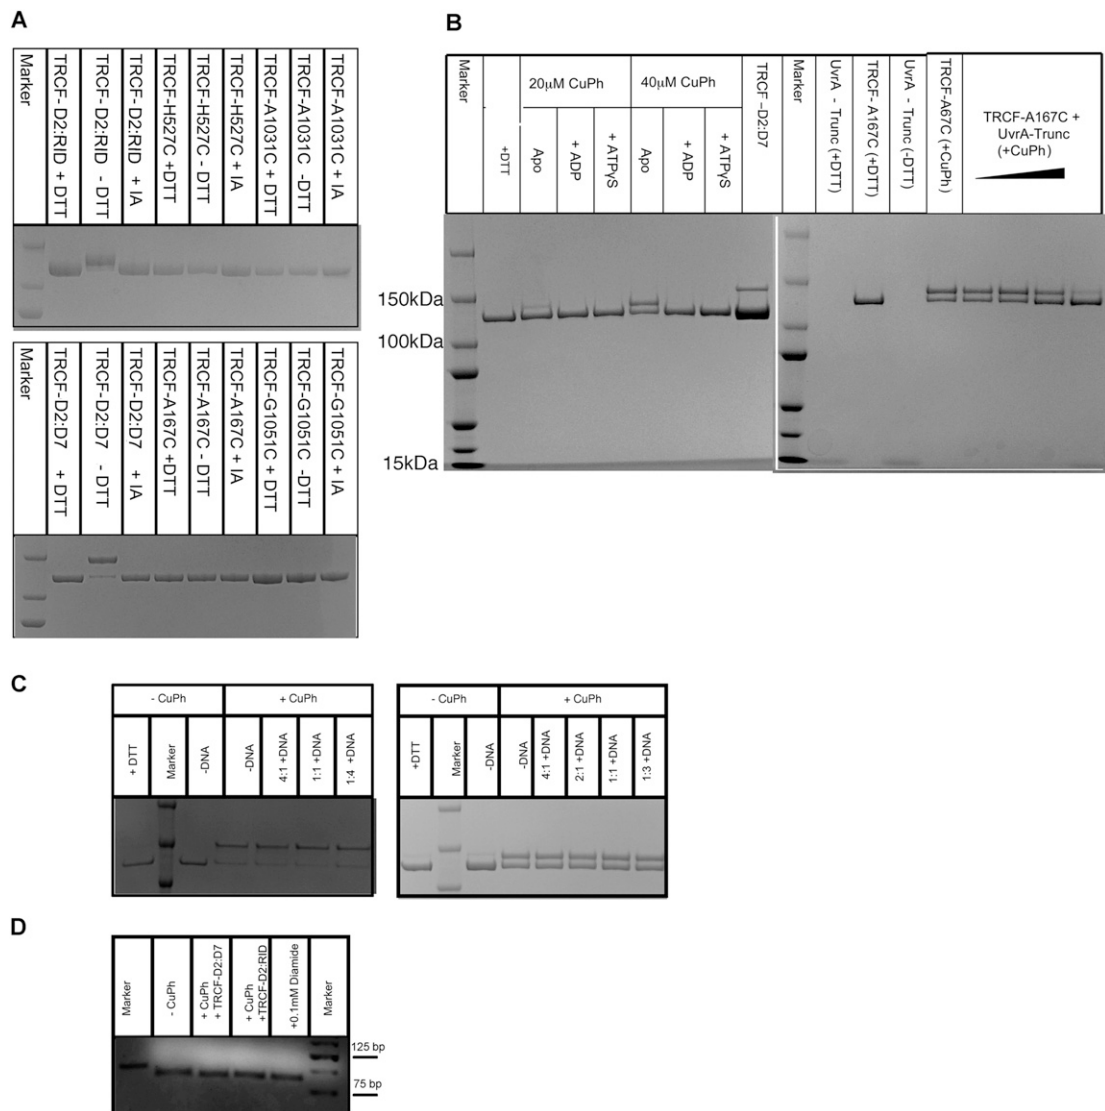 A
Marker
TRCF- D2:RID + DTT
TRCF- D2:RID - DTT
TRCF- D2:RID + IA
TRCF-H527C +DTT
TRCF-H527C - DTT
TRCF-H527C + IA
TRCF-A1031C + DTT
TRCF-A1031C -DTT
TRCF-A1031C + IA
Marker
TRCF-D2:D7 + DTT
TRCF-D2:D7 - DTT
TRCF-D2:D7 + IA
TRCF-A167C +DTT
TRCF-A167C - DTT
TRCF-A167C + IA
TRCF-G1051C + DTT
TRCF-G1051C -DTT
TRCF-G1051C + IA
B
Marker
+DTT
20μM CuPh
Apo
+ ADP
+ ATPγS
40μM CuPh
Apo
+ ADP
+ ATPγS
TRCF –D2:D7
Marker
UvrA - Trunc (+DTT)
TRCF- A167C (+DTT)
UvrA - Trunc (-DTT)
TRCF-A67C (+CuPh)
TRCF-A167C +
UvrA-Trunc
(+CuPh)
150kDa
100kDa
15kDa
C
- CuPh
+ CuPh
+ DTT
Marker
-DNA
-DNA
4:1 +DNA
1:1 +DNA
1:4 +DNA
- CuPh
+ CuPh
+DTT
Marker
-DNA
-DNA
4:1 +DNA
2:1 +DNA
1:1 +DNA
1:3 +DNA
D
Marker
- CuPh
+ CuPh
+ TRCF-D2:D7
+ CuPh
+TRCF-D2:RID
+0.1mM Diamide
Marker
125 bp
75 bp